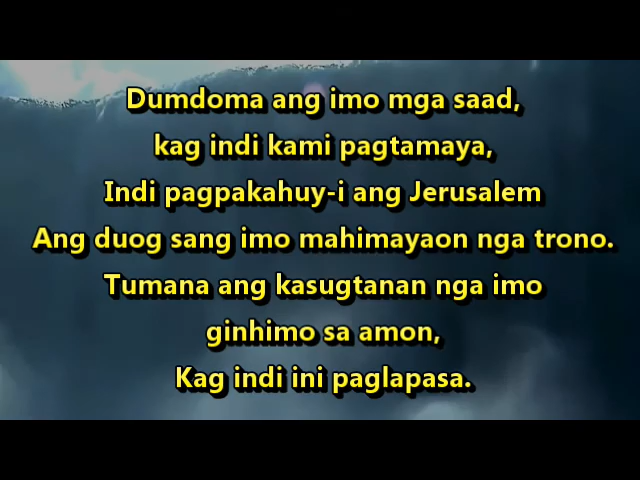 Dumdoma ang imo mga saad,
kag indi kami pagtamaya,
Indi pagpakahuy-i ang Jerusalem
Ang duog sang imo mahimayaon nga trono.
Tumana ang kasugtanan nga imo
ginhimo sa amon,
Kag indi ini paglapasa.